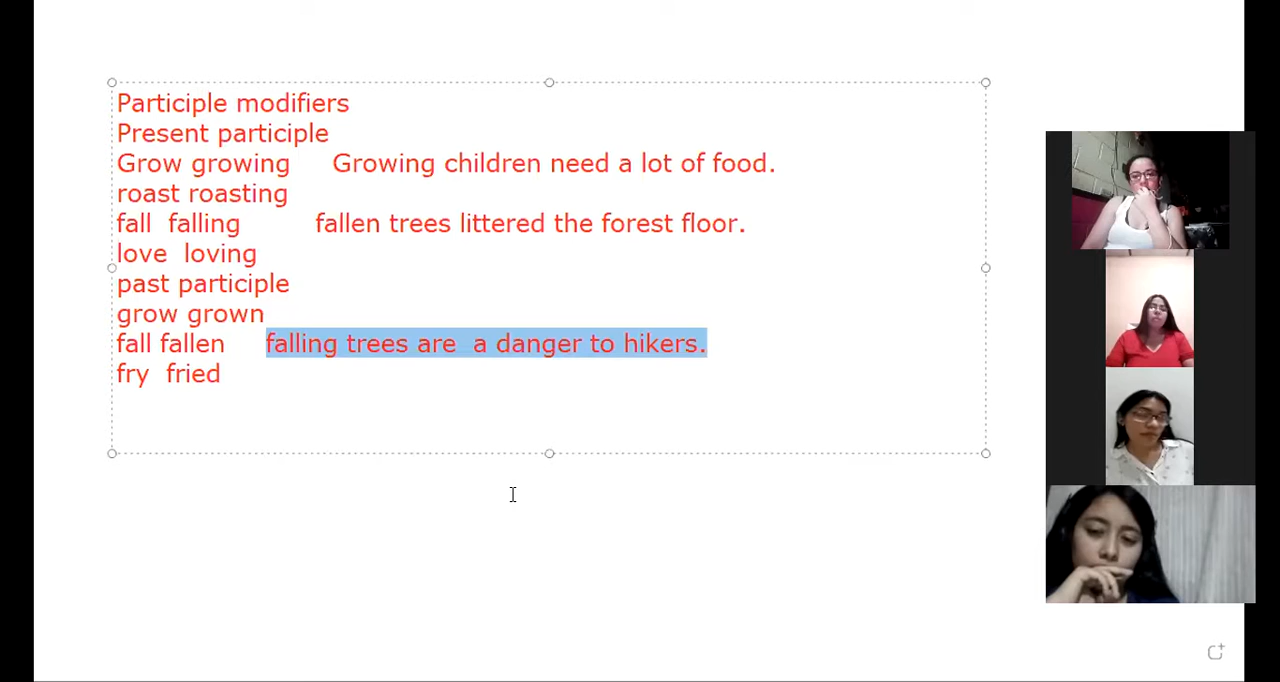 Participle modifiers
Present participle
Grow growing Growing children need a lot of food.
roast roasting
fall falling fallen trees littered the forest floor.
love loving
past participle
grow grown
fall fallen falling trees are a danger to hikers.
fry fried